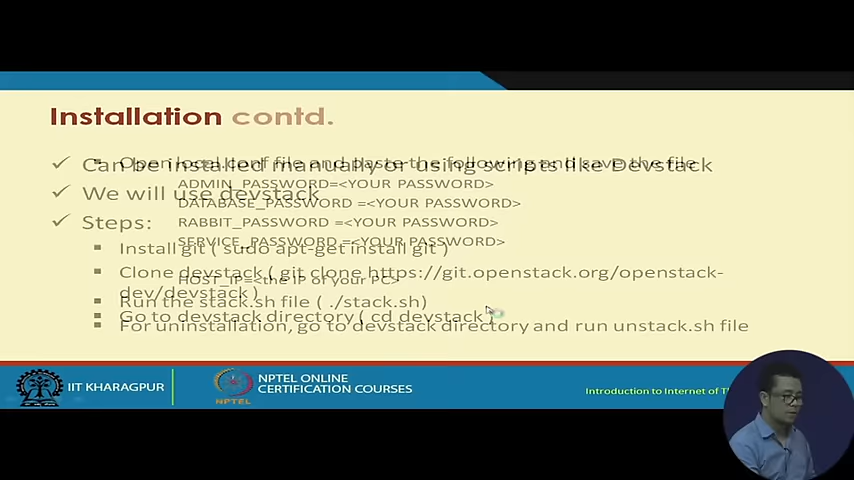 Installation contd.
Open local.conf file and paste the following and save the file
Can be installed manually or using scripts like Devstack
ADMIN_PASSWORD=<YOUR PASSWORD>
We will use devstack
DATABASE_PASSWORD =<YOUR PASSWORD>
Steps:
RABBIT_PASSWORD =<YOUR PASSWORD>
SERVICE_PASSWORD =<YOUR PASSWORD>
Install git ( sudo apt-get install git )
Clone devstack ( git clone https://git.openstack.org/openstack-
HOST_IP=<the IP of your PC>
dev/devstack )
Run the stack.sh file ( ./stack.sh)
Go to devstack directory ( cd devstack )
For uninstallation, go to devstack directory and run unstack.sh file
IIT KHARAGPUR
NPTEL
NPTEL ONLINE
CERTIFICATION COURSES
Introduction to Internet of